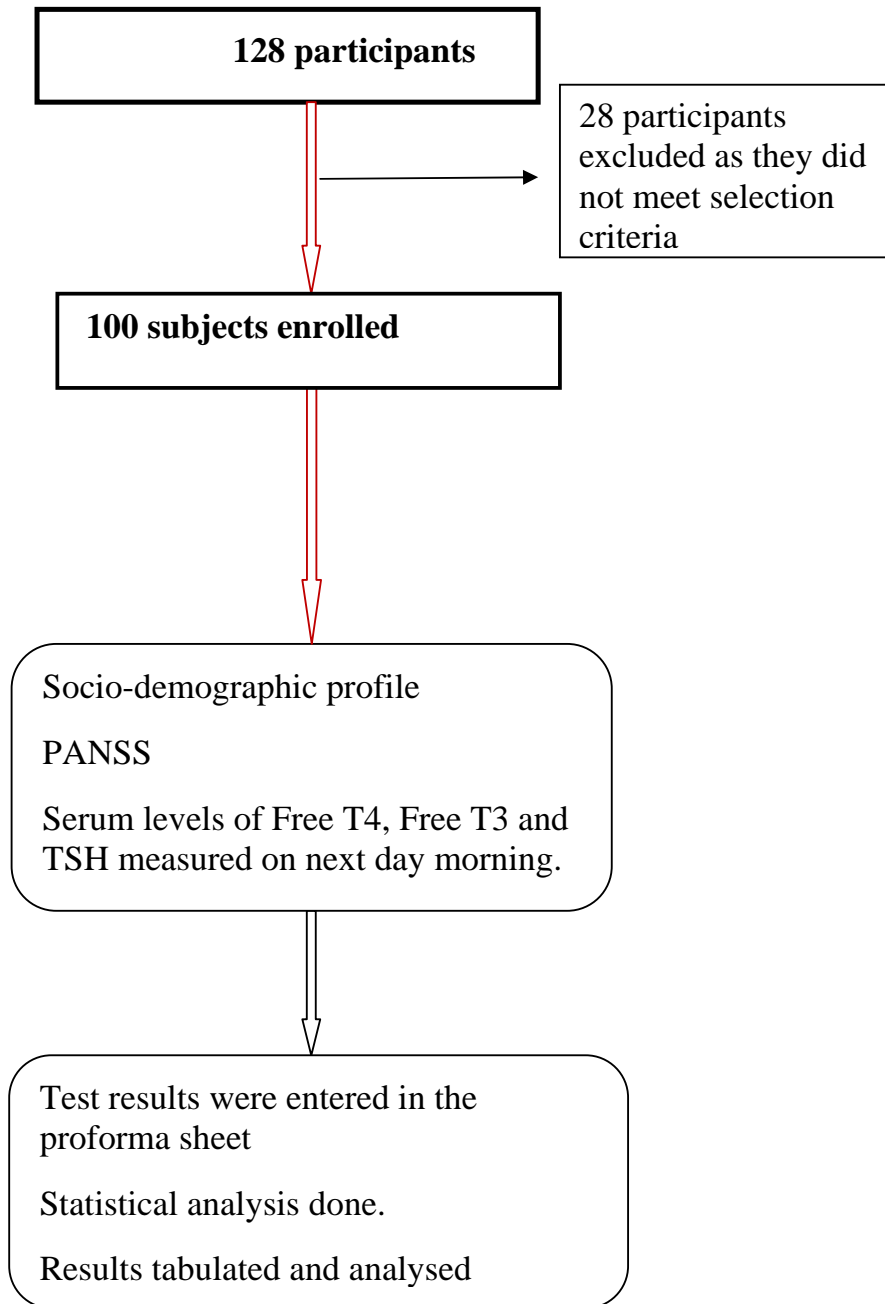 128 participants
28 participants
excluded as they did
not meet selection
criteria
100 subjects enrolled
Socio-demographic profile
PANSS
Serum levels of Free T4, Free T3 and
TSH measured on next day morning.
Test results were entered in the
proforma sheet
Statistical analysis done.
Results tabulated and analysed